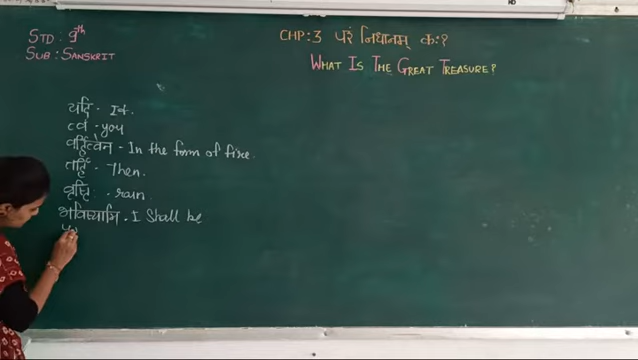 STD : 9th
SUB : SANSKRIT
CHP : 3 परं निधानम् कः ?
WHAT IS THE GREAT TREASURE?
यदि - If.
त्वं - you
वह्नित्वेन - In the form of fire.
तर्हि - Then.
वृष्टि - rain.
भविष्यामि - I Shall be